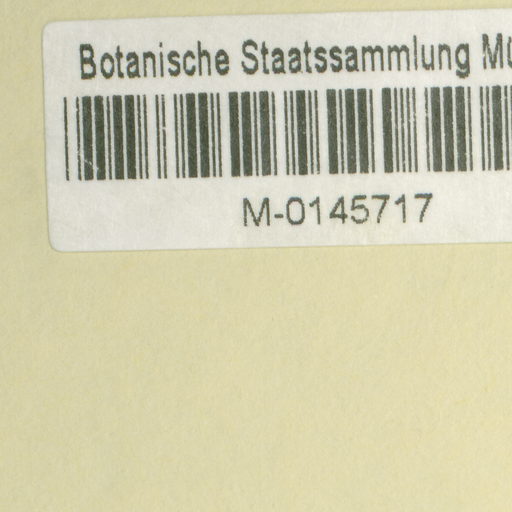 Botanische Staatssammlung
M-0145717